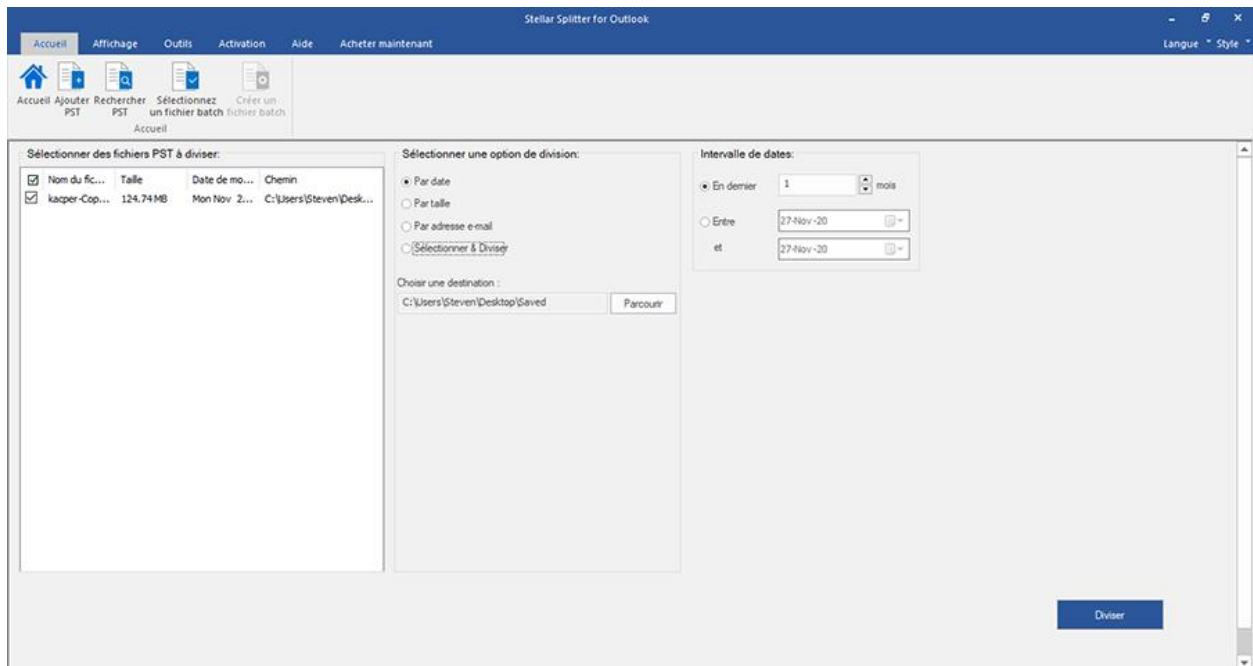 Stellar Splitter for Outlook
Accueil Affichage Outils Activation Aide Acheter maintenant Langue Style
Accueil Ajouter PST Rechercher PST Sélectionnez un fichier batch Créer un fichier batch
Accueil
Sélectionner des fichiers PST à diviser:
Nom du fic... Taille Date de mo... Chemin
kacper-Cop... 124.74 MB Mon Nov 2... C:\Users\Steven\Desk...
Sélectionner une option de division:
Par date
Par taille
Par adresse e-mail
Sélectionner & Diviser
Choisir une destination :
C:\Users\Steven\Desktop\Saved Parcourir
Intervalle de dates:
En dernier 1 mois
Entre 27-Nov -20
et 27-Nov -20
Diviser